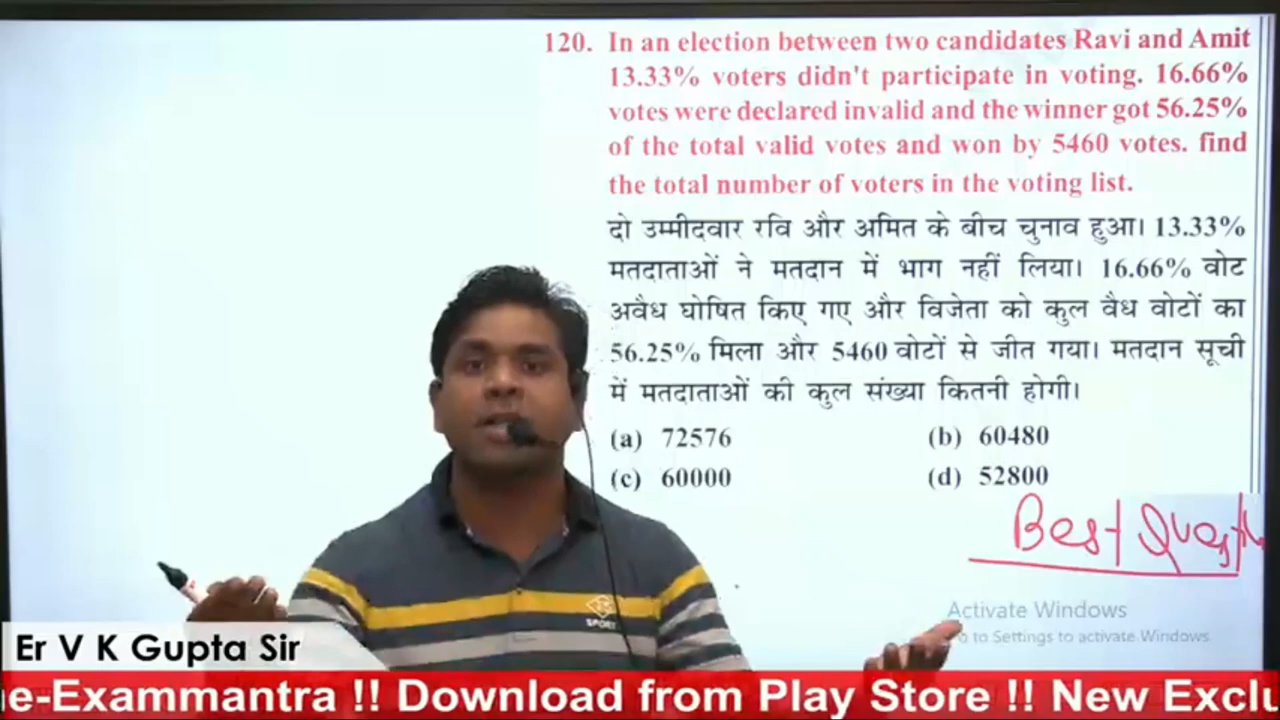 120. In an election between two candidates Ravi and Amit
13.33% voters didn't participate in voting. 16.66%
votes were declared invalid and the winner got 56.25%
of the total valid votes and won by 5460 votes. find
the total number of voters in the voting list.
दो उम्मीदवार रवि और अमित के बीच चुनाव हुआ। 13.33%
मतदाताओं ने मतदान में भाग नहीं लिया। 16.66% वोट
अवैध घोषित किए गए और विजेता को कुल वैध वोटों का
56.25% मिला और 5460 वोटों से जीत गया। मतदान सूची
में मतदाताओं की कुल संख्या कितनी होगी।
(a) 72576 (b) 60480
(c) 60000 (d) 52800
Best
Activate Windows
to Settings to activate Windows.
SPORT
Er V K Gupta Sir
e-Exammantra !! Download from Play Store !! New Exclu